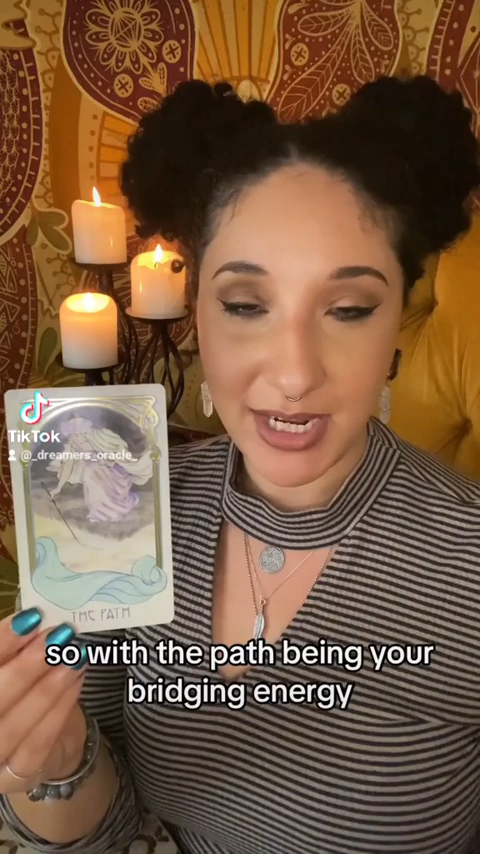 TikTok
@_dreamers_oracle_
THE PATH
so with the path being your
bridging energy